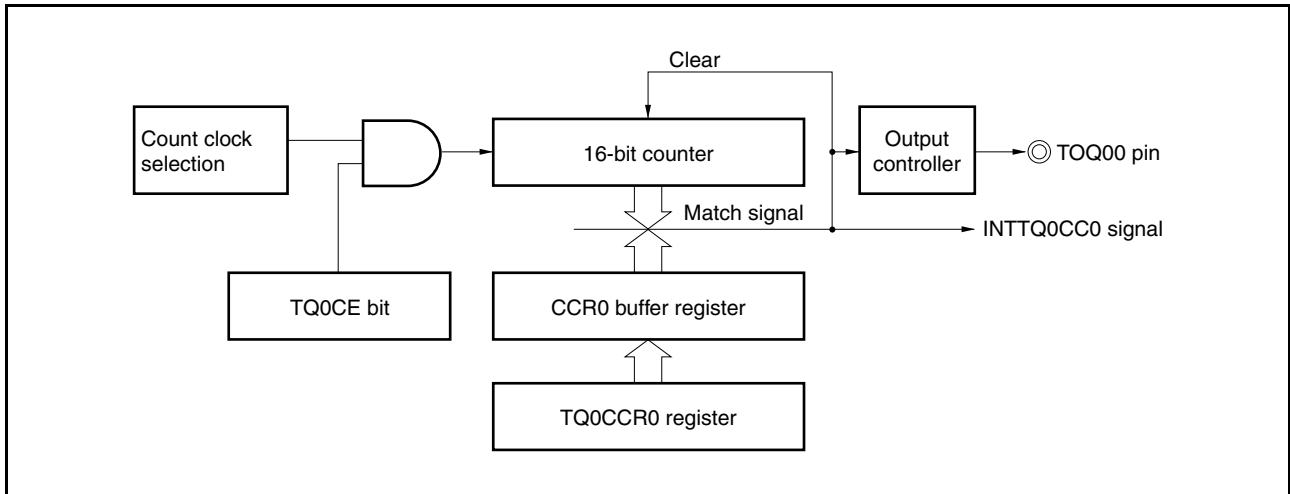 Clear
Count clock
selection
16-bit counter
Output
controller
TOQ00 pin
Match signal
INTTQ0CC0 signal
TQ0CE bit
CCR0 buffer register
TQ0CCR0 register